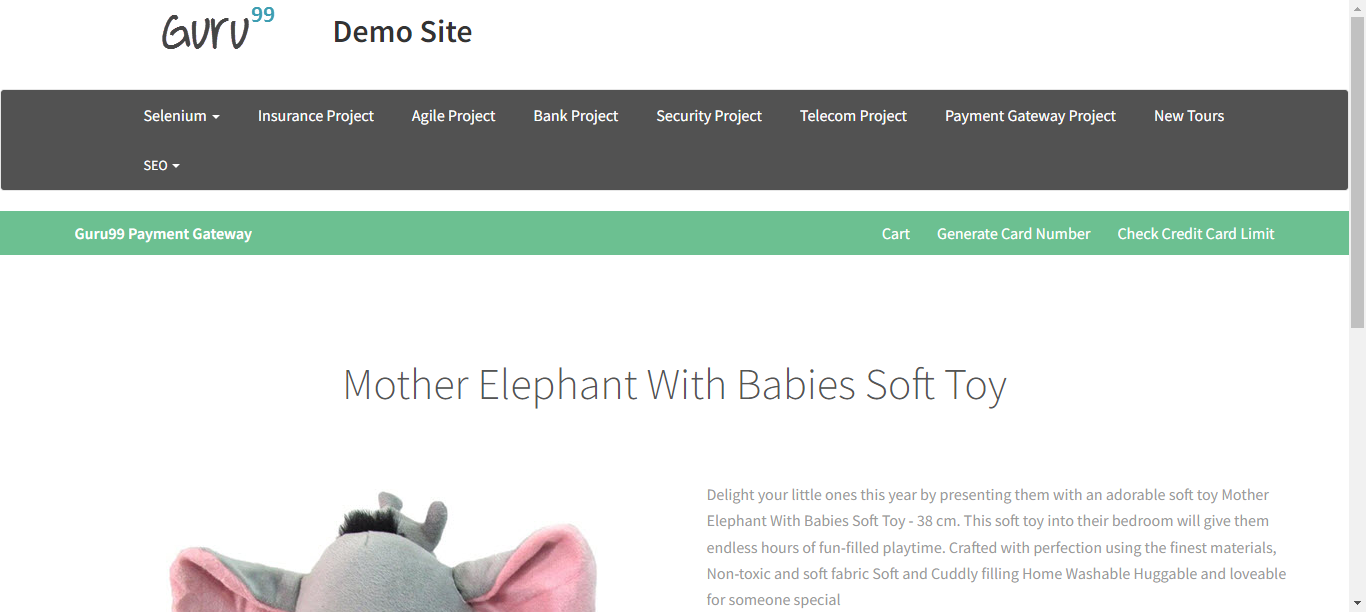 Guru99 Demo Site
Selenium Insurance Project Agile Project Bank Project Security Project Telecom Project Payment Gateway Project New Tours
SEO
Guru99 Payment Gateway Cart Generate Card Number Check Credit Card Limit
Mother Elephant With Babies Soft Toy
Delight your little ones this year by presenting them with an adorable soft toy Mother
Elephant With Babies Soft Toy - 38 cm. This soft toy into their bedroom will give them
endless hours of fun-filled playtime. Crafted with perfection using the finest materials,
Non-toxic and soft fabric Soft and Cuddly filling Home Washable Huggable and loveable
for someone special